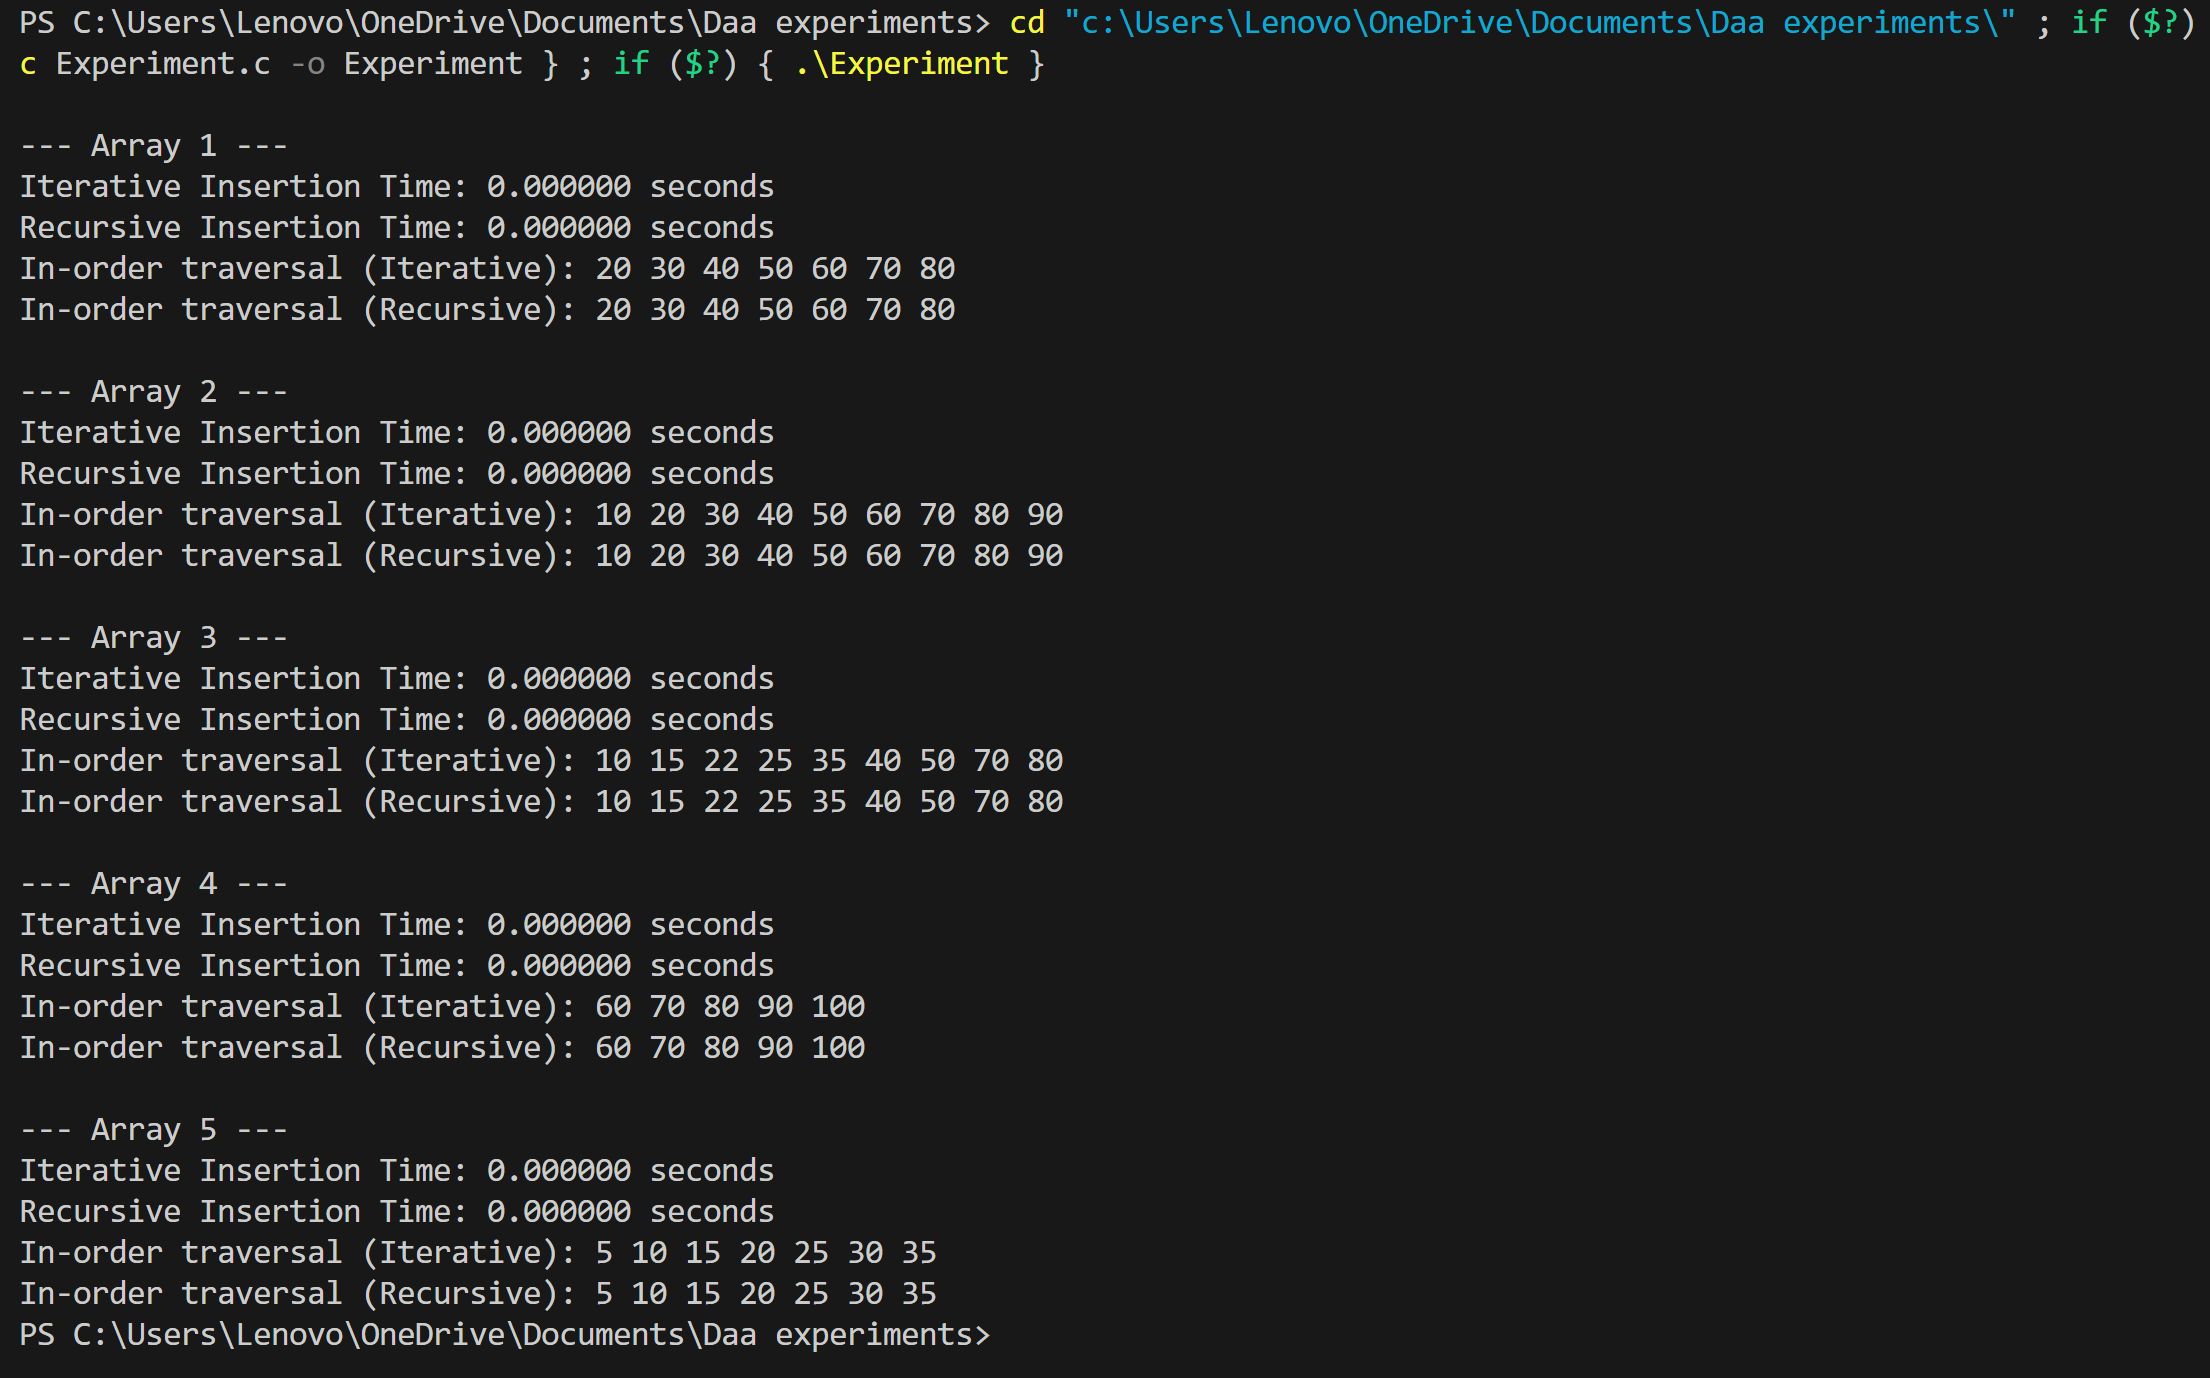 PS C:\Users\Lenovo\OneDrive\Documents\Daa experiments> cd "c:\Users\Lenovo\OneDrive\Documents\Daa experiments\" ; if ($?)
c Experiment.c -o Experiment } ; if ($?) { .\Experiment }
--- Array 1 ---
Iterative Insertion Time: 0.000000 seconds
Recursive Insertion Time: 0.000000 seconds
In-order traversal (Iterative): 20 30 40 50 60 70 80
In-order traversal (Recursive): 20 30 40 50 60 70 80
--- Array 2 ---
Iterative Insertion Time: 0.000000 seconds
Recursive Insertion Time: 0.000000 seconds
In-order traversal (Iterative): 10 20 30 40 50 60 70 80 90
In-order traversal (Recursive): 10 20 30 40 50 60 70 80 90
--- Array 3 ---
Iterative Insertion Time: 0.000000 seconds
Recursive Insertion Time: 0.000000 seconds
In-order traversal (Iterative): 10 15 22 25 35 40 50 70 80
In-order traversal (Recursive): 10 15 22 25 35 40 50 70 80
--- Array 4 ---
Iterative Insertion Time: 0.000000 seconds
Recursive Insertion Time: 0.000000 seconds
In-order traversal (Iterative): 60 70 80 90 100
In-order traversal (Recursive): 60 70 80 90 100
--- Array 5 ---
Iterative Insertion Time: 0.000000 seconds
Recursive Insertion Time: 0.000000 seconds
In-order traversal (Iterative): 5 10 15 20 25 30 35
In-order traversal (Recursive): 5 10 15 20 25 30 35
PS C:\Users\Lenovo\OneDrive\Documents\Daa experiments>